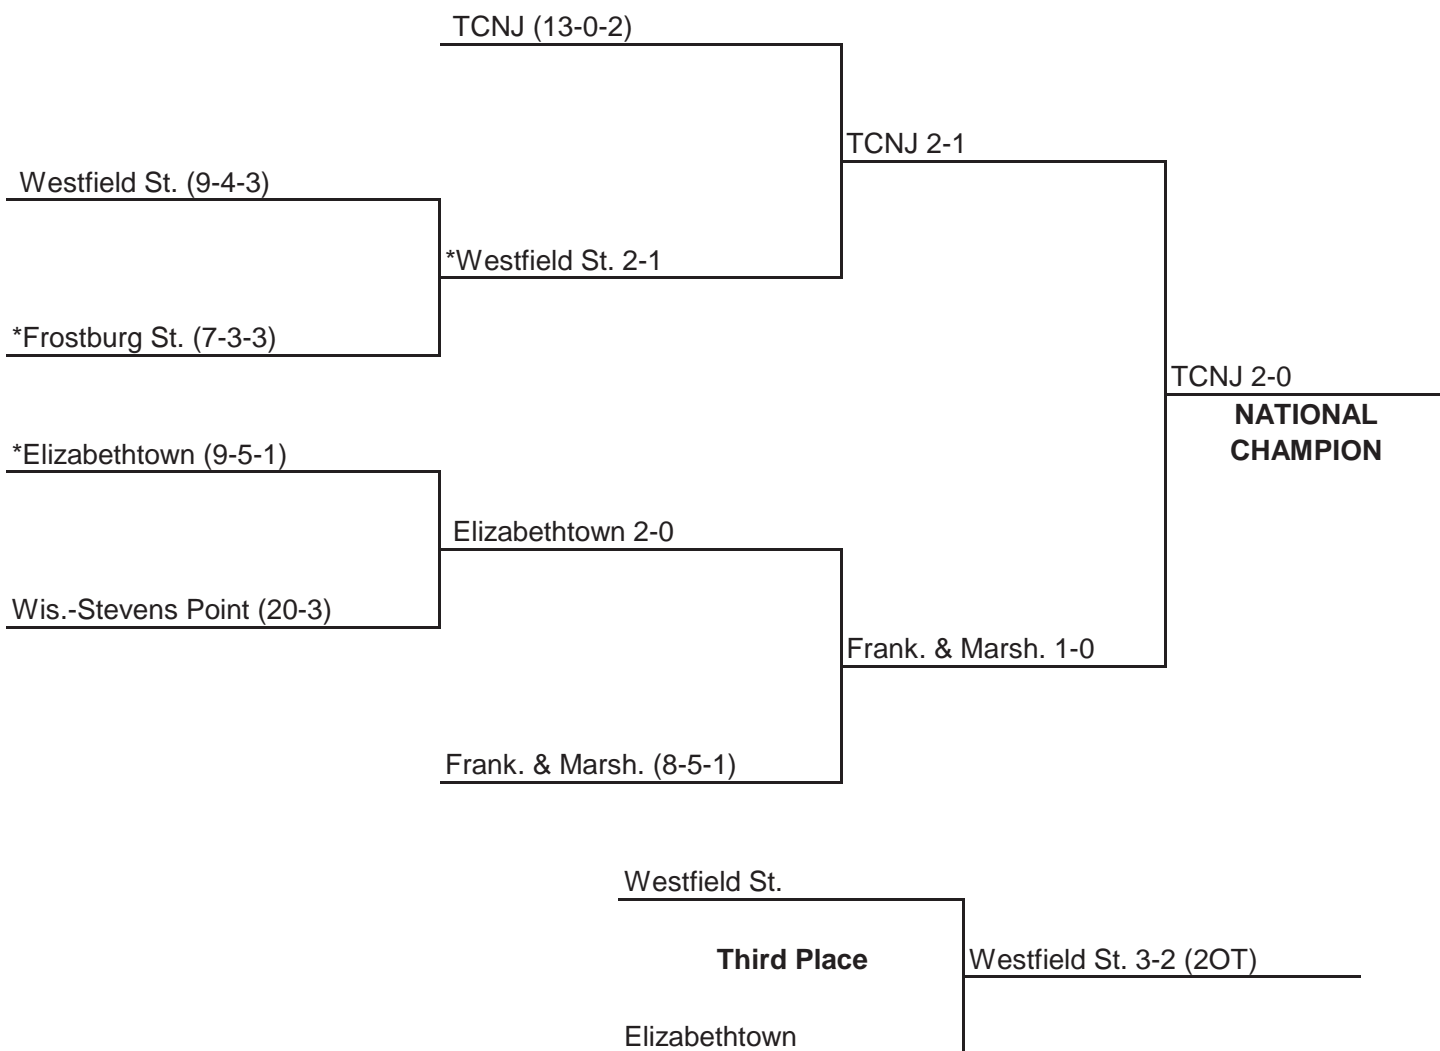 TCNJ (13-0-2)
TCNJ 2-1
Westfield St. (9-4-3)
*Westfield St. 2-1
*Frostburg St. (7-3-3)
TCNJ 2-0
NATIONAL
CHAMPION
*Elizabethtown (9-5-1)
Elizabethtown 2-0
Wis.-Stevens Point (20-3)
Frank. & Marsh. 1-0
Frank. & Marsh. (8-5-1)
Westfield St.
Third Place
Westfield St. 3-2 (2OT)
Elizabethtown